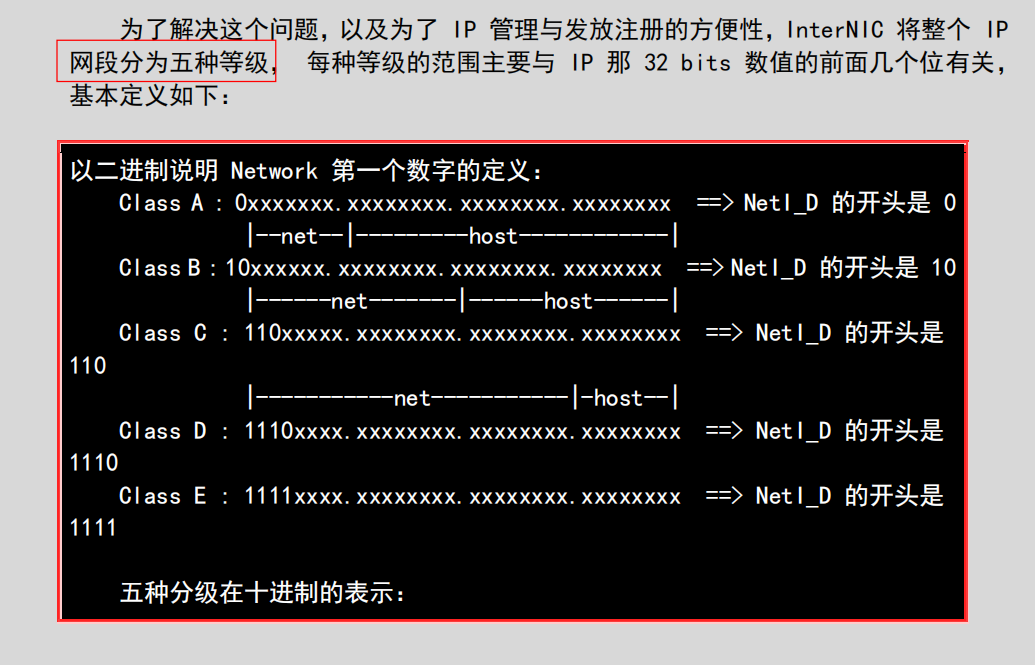 为了解决这个问题，以及为了 IP 管理与发放注册的方便性，InterNIC 将整个 IP
网段分为五种等级， 每种等级的范围主要与 IP 那 32 bits 数值的前面几个位有关，
基本定义如下：
以二进制说明 Network 第一个数字的定义：
Class A : 0xxxxxxx.xxxxxxxx.xxxxxxxx.xxxxxxxx ==> NetI_D 的开头是 0
|--net--|---------host------------|
Class B : 10xxxxxx.xxxxxxxx.xxxxxxxx.xxxxxxxx ==> NetI_D 的开头是 10
|------net-------|------host------|
Class C : 110xxxxx.xxxxxxxx.xxxxxxxx.xxxxxxxx ==> NetI_D 的开头是
110
|-----------net-----------|-host--|
Class D : 1110xxxx.xxxxxxxx.xxxxxxxx.xxxxxxxx ==> NetI_D 的开头是
1110
Class E : 1111xxxx.xxxxxxxx.xxxxxxxx.xxxxxxxx ==> NetI_D 的开头是
1111
五种分级在十进制的表示：